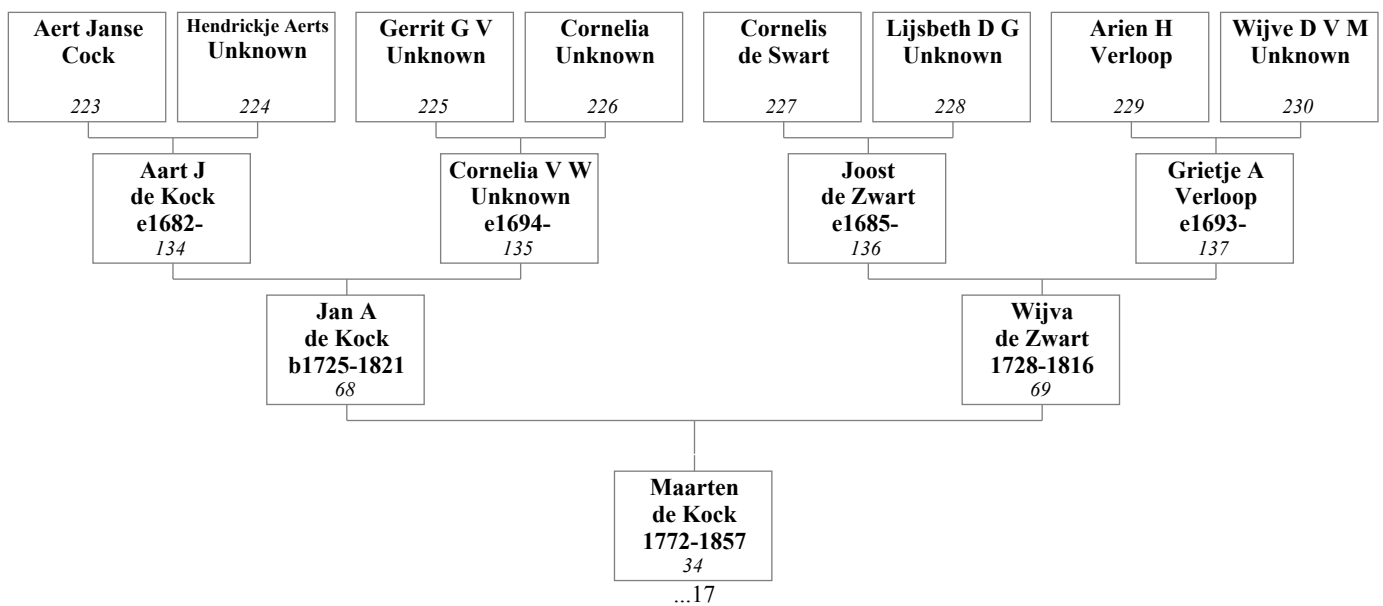 Aert Janse
Cock
223
Hendrickje Aerts
Unknown
224
Gerrit G V
Unknown
225
Cornelia
Unknown
226
Cornelis
de Swart
227
Lijsbeth D G
Unknown
228
Arien H
Verloop
229
Wijve D V M
Unknown
230
Aart J
de Kock
e1682-
134
Cornelia V W
Unknown
e1694-
135
Joost
de Zwart
e1685-
136
Grietje A
Verloop
e1693-
137
Jan A
de Kock
b1725-1821
68
Wijva
de Zwart
1728-1816
69
Maarten
de Kock
1772-1857
34
...17